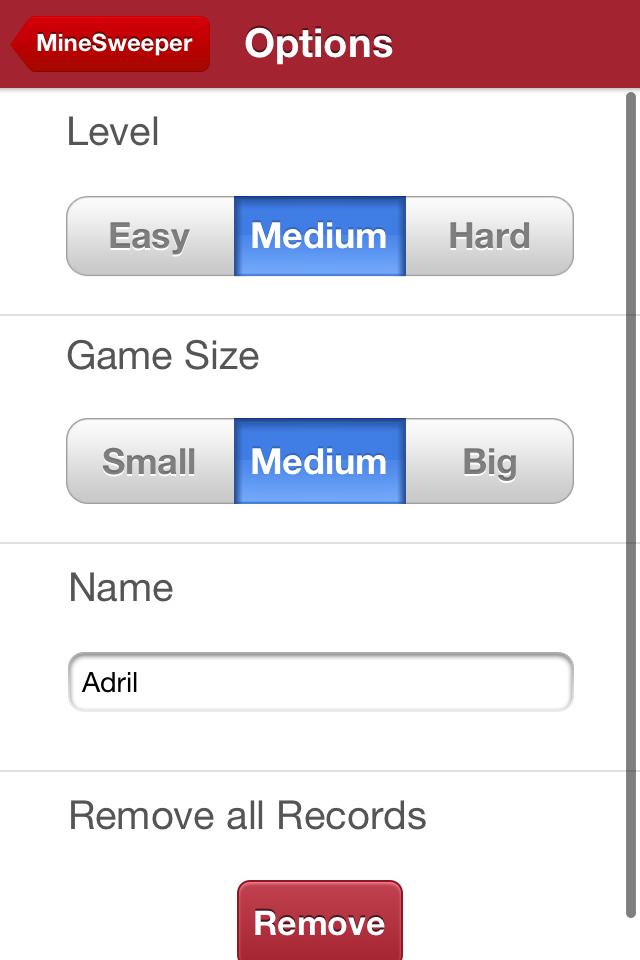 MineSweeper Options
Level
Easy Medium Hard
Game Size
Small Medium Big
Name
Adril
Remove all Records
Remove